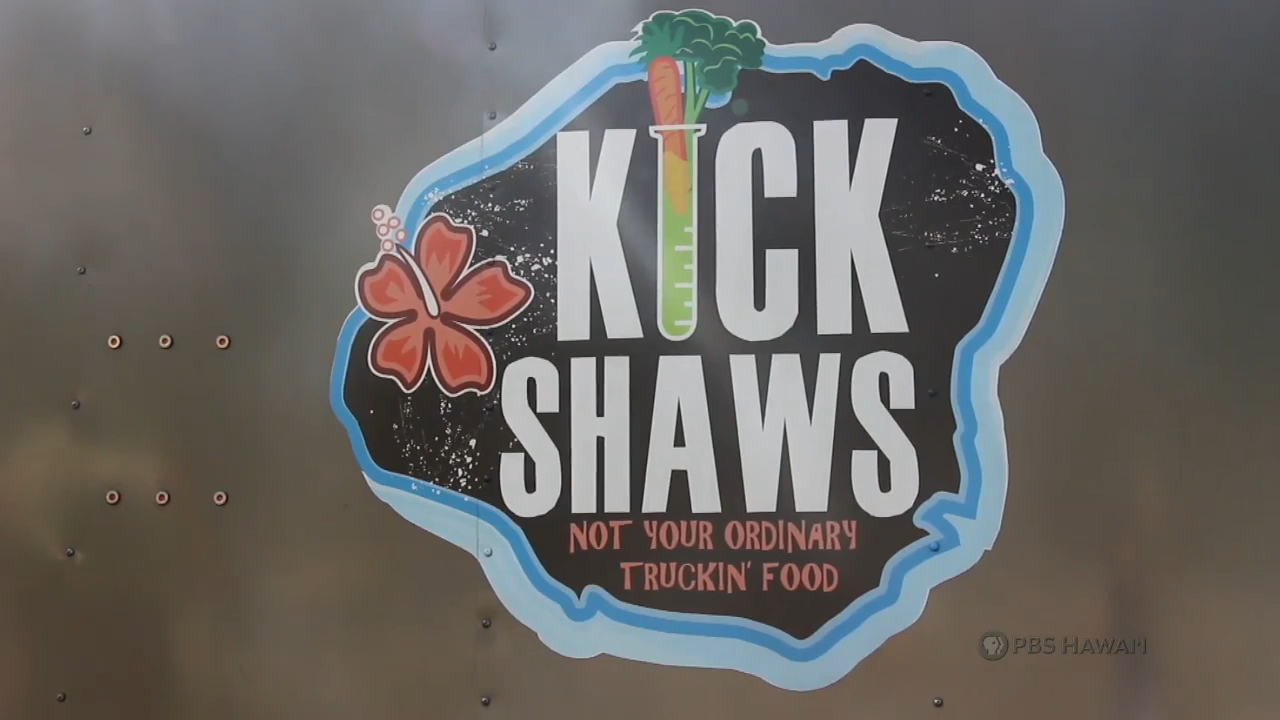 KICK
SHAWS
NOT YOUR ORDINARY
TRUCKIN' FOOD
PBS HAWAI'I